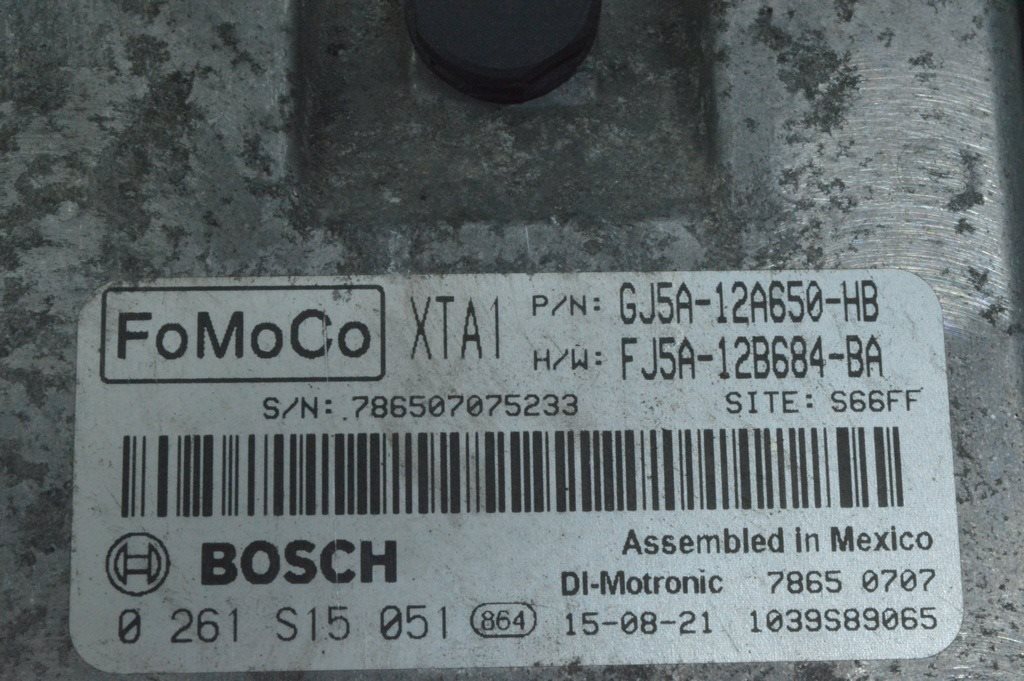 FoMoCo XTA1 P/N: GJ5A-12A650-HB
H/W: FJ5A-12B684-BA
S/N: 786507075233 SITE: S66FF
Assembled in Mexico
BOSCH DI-Motronic 7865 0707
0 261 S15 051 864 15-08-21 1039S89065